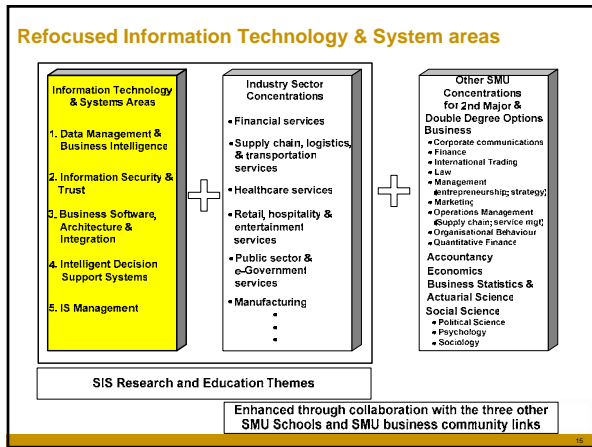 Refocused Information Technology & System areas
Information Technology
& Systems Areas
1. Data Management &
Business Intelligence
2. Information Security &
Trust
3. Business Software,
Architecture &
Integration
4. Intelligent Decision
Support Systems
5. IS Management
Industry Sector
Concentrations
• Financial services
• Supply chain, logistics,
& transportation
services
• Healthcare services
• Retail, hospitality &
entertainment
services
• Public sector &
e-Government
services
• Manufacturing
•
•
•
Other SMU
Concentrations
for 2nd Major &
Double Degree Options
Business
• Corporate communications
• Finance
• International Trading
• Law
• Management
(entrepreneurship; strategy)
• Marketing
• Operations Management
(Supply chain; service mgt)
• Organisational Behaviour
• Quantitative Finance
Accountancy
Economics
Business Statistics &
Actuarial Science
Social Science
• Political Science
• Psychology
• Sociology
SIS Research and Education Themes
Enhanced through collaboration with the three other
SMU Schools and SMU business community links
15